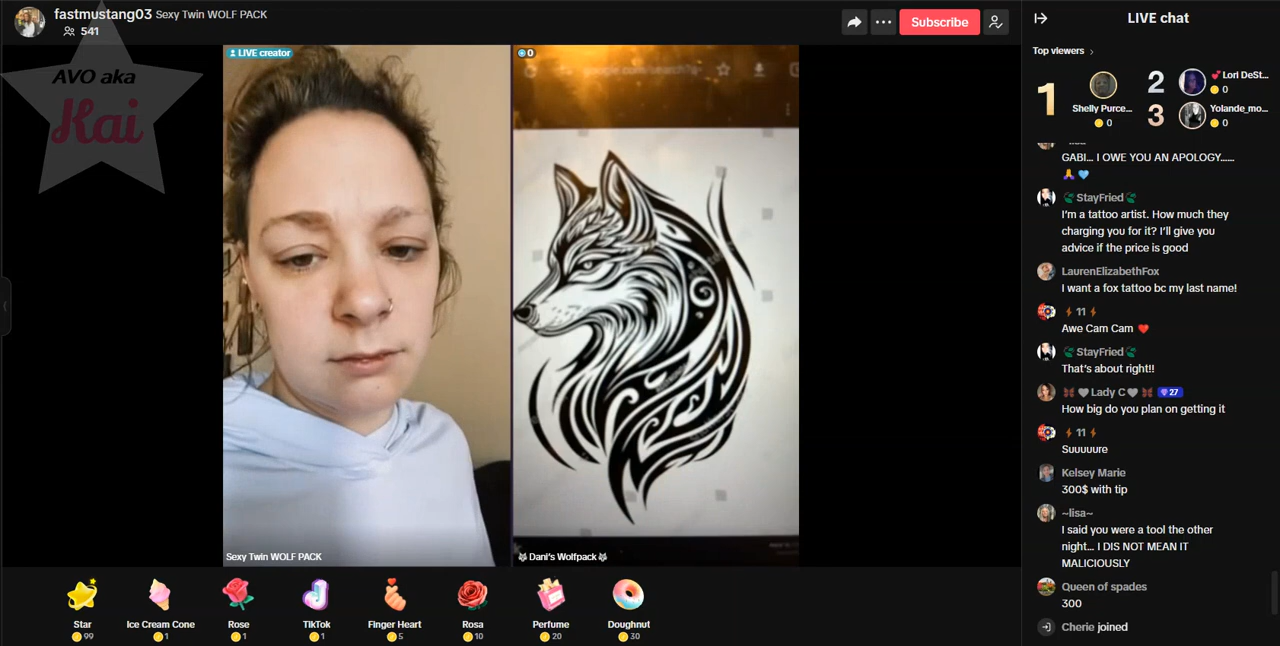 fastmustang03 Sexy Twin WOLF PACK
541
Subscribe
AVO aka
Kai
LIVE creator
0
google.com/search?q=
Sexy Twin WOLF PACK
Dani's Wolfpack
Star
99
Ice Cream Cone
1
Rose
1
TikTok
1
Finger Heart
5
Rosa
10
Perfume
20
Doughnut
30
LIVE chat
Top viewers
1
Shelly Purce...
0
2
Lori DeSt...
0
3
Yolande_mo...
0
GABI... I OWE YOU AN APOLOGY......
StayFried
I'm a tattoo artist. How much they
charging you for it? I'll give you
advice if the price is good
LaurenElizabethFox
I want a fox tattoo bc my last name!
11
Awe Cam Cam
StayFried
That's about right!!
Lady C
27
How big do you plan on getting it
11
Suuuuure
Kelsey Marie
300$ with tip
~lisa~
I said you were a tool the other
night... I DIS NOT MEAN IT
MALICIOUSLY
Queen of spades
300
Cherie joined